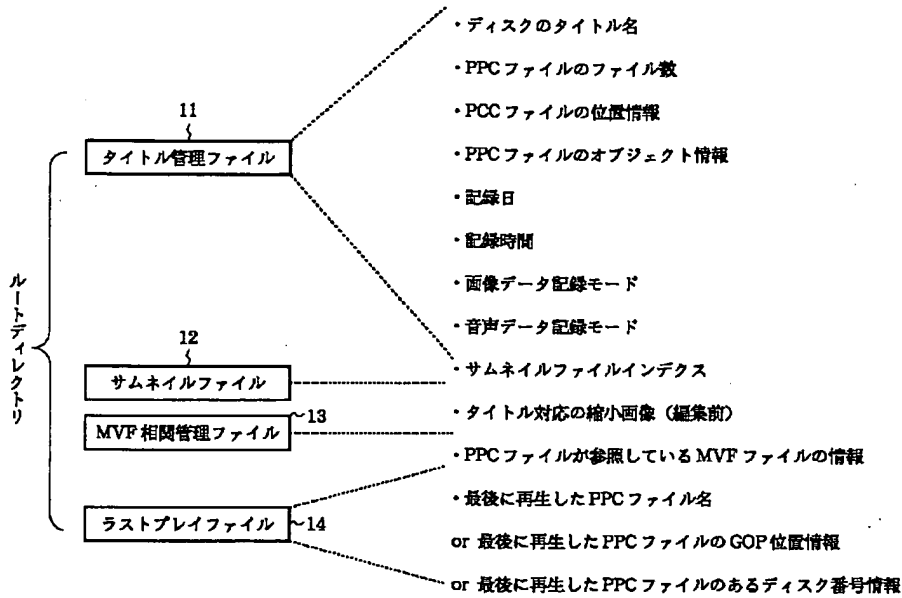 ・ディスクのタイトル名
・PPCファイルのファイル数
11
・PCCファイルの位置情報
タイトル管理ファイル
・PPCファイルのオブジェクト情報
・記録日
・記録時間
・画像データ記録モード
・音声データ記録モード
ルートディレクトリ
12
サムネイルファイル
・サムネイルファイルインデクス
13
MVF相関管理ファイル
・タイトル対応の縮小画像（編集前）
・PPCファイルが参照しているMVFファイルの情報
ラストプレイファイル
14
・最後に再生したPPCファイル名
or 最後に再生したPPCファイルのGOP位置情報
or 最後に再生したPPCファイルのあるディスク番号情報